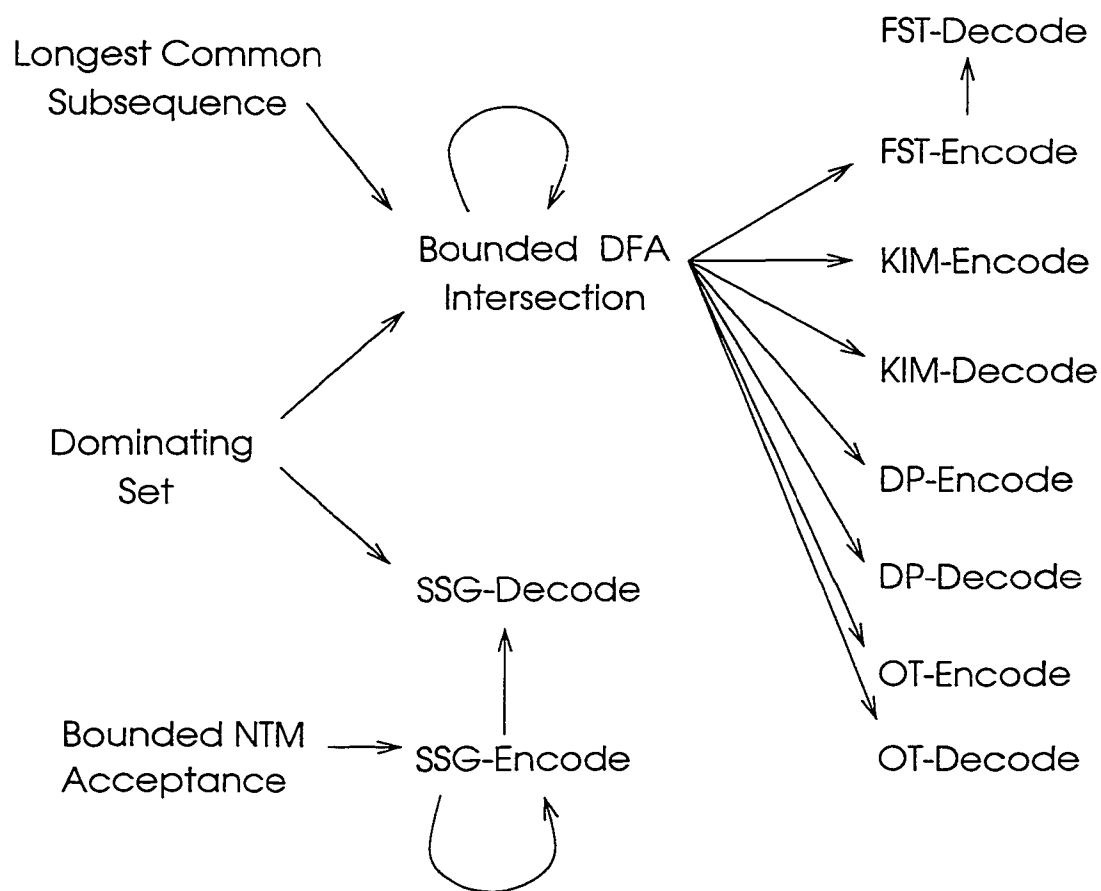 Longest Common
Subsequence
Bounded DFA
Intersection
Dominating
Set
SSG-Decode
Bounded NTM
Acceptance
SSG-Encode
FST-Decode
FST-Encode
KIM-Encode
KIM-Decode
DP-Encode
DP-Decode
OT-Encode
OT-Decode